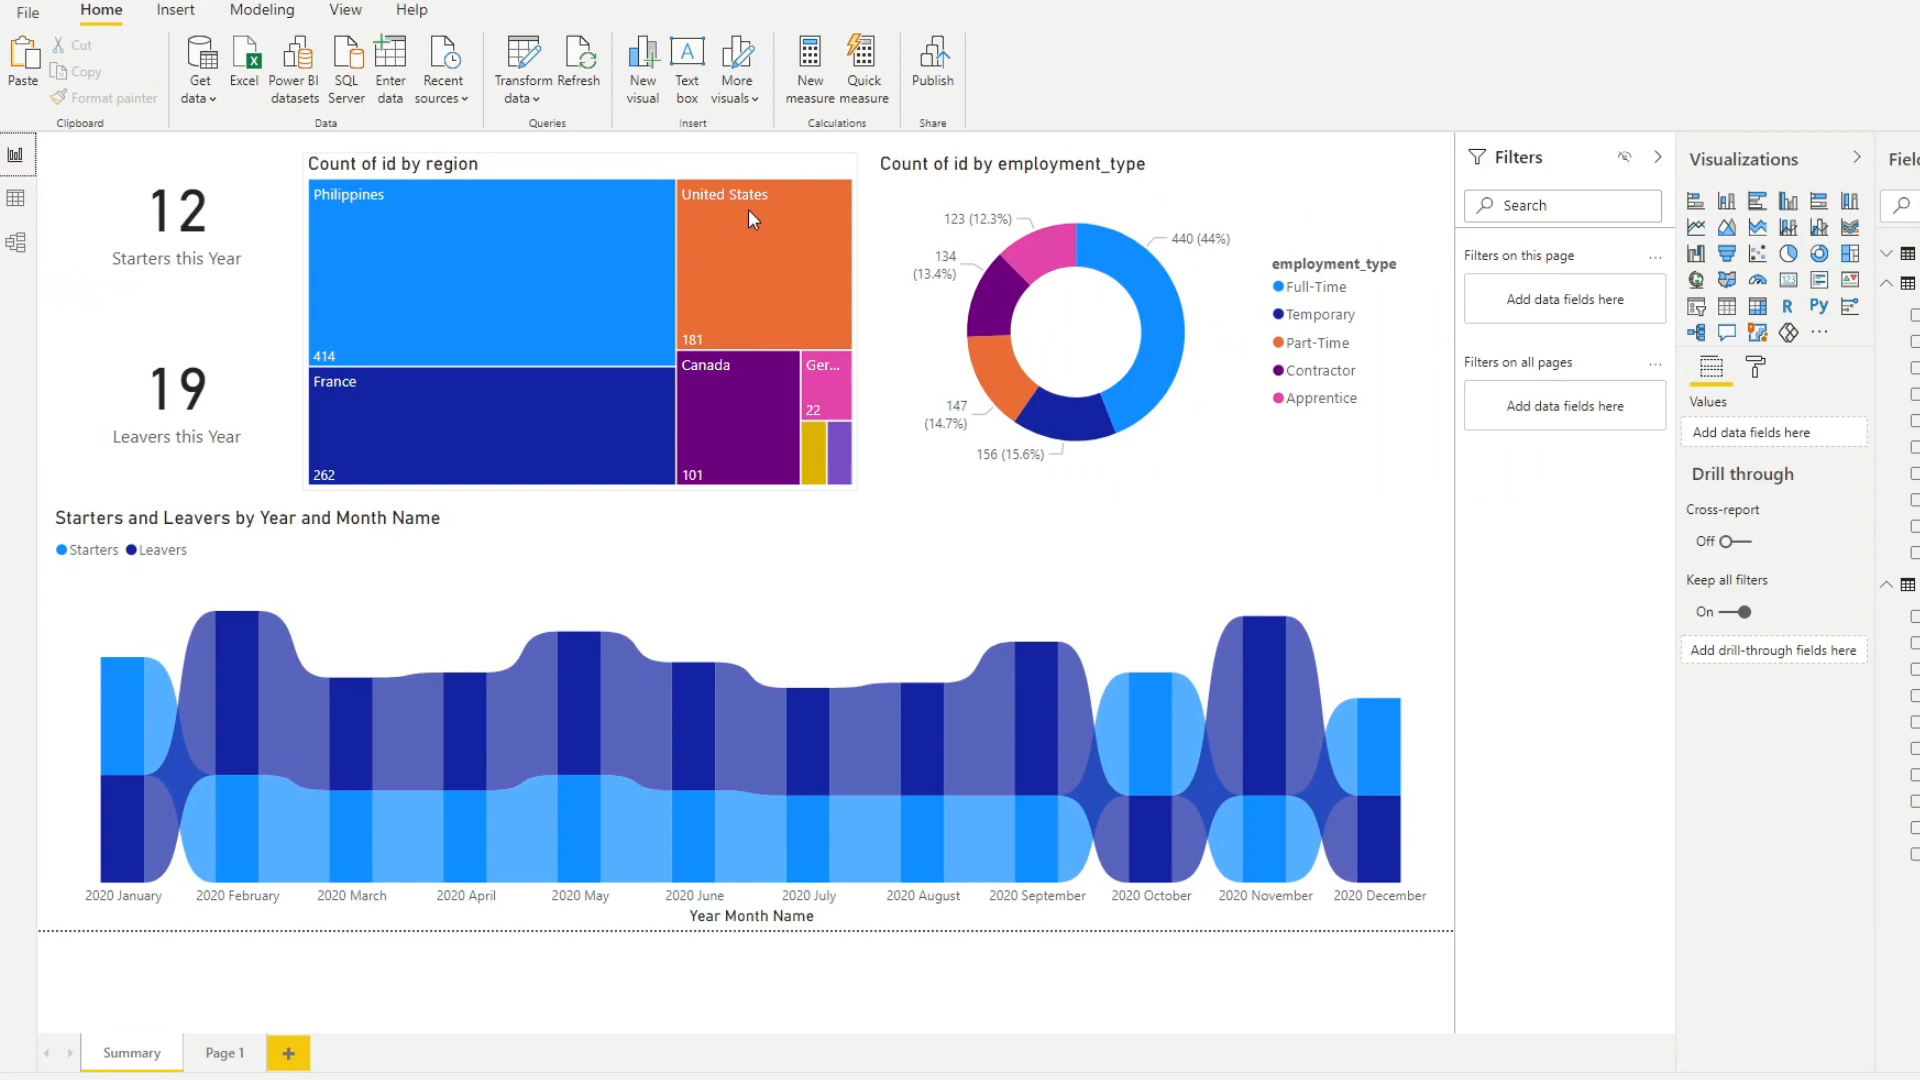 File Home Insert Modeling View Help
Paste
Cut
Copy
Format painter
Clipboard
Get data
Excel
Power BI datasets
SQL Server
Enter data
Recent sources
Data
Transform data
Refresh
Queries
New visual
Text box
More visuals
Insert
New measure
Quick measure
Calculations
Publish
Share
12
Starters this Year
19
Leavers this Year
Count of id by region
Philippines
414
France
262
United States
181
Canada
101
Ger...
22
Count of id by employment_type
123 (12.3%)
134
(13.4%)
147
(14.7%)
156 (15.6%)
440 (44%)
employment_type
Full-Time
Temporary
Part-Time
Contractor
Apprentice
Starters and Leavers by Year and Month Name
Starters Leavers
2020 January 2020 February 2020 March 2020 April 2020 May 2020 June 2020 July 2020 August 2020 September 2020 October 2020 November 2020 December
Year Month Name
Filters
Search
Filters on this page ...
Add data fields here
Filters on all pages ...
Add data fields here
Visualizations
R Py
...
Values
Add data fields here
Drill through
Cross-report
Off
Keep all filters
On
Add drill-through fields here
Summary Page 1 +